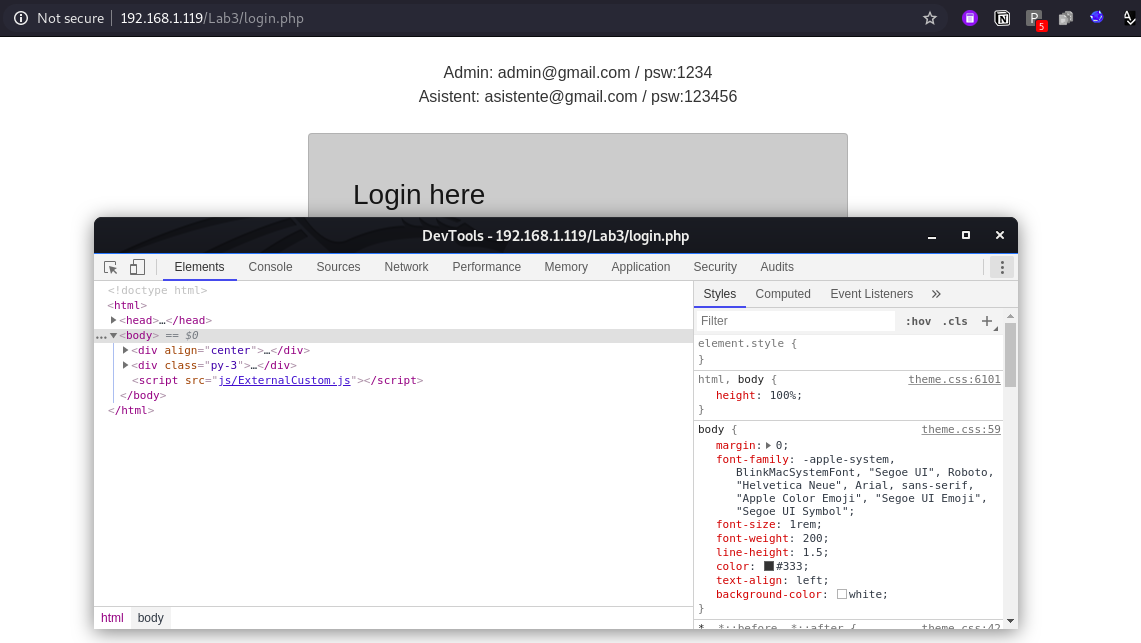 Not secure 192.168.1.119/Lab3/login.php
5
Admin: admin@gmail.com / psw:1234
Asistent: asistente@gmail.com / psw:123456
Login here
DevTools - 192.168.1.119/Lab3/login.php
Elements Console Sources Network Performance Memory Application Security Audits
<!doctype html>
<html>
<head>…</head>
<body> == $0
<div align="center">…</div>
<div class="py-3">…</div>
<script src="js/ExternalCustom.js"></script>
</body>
</html>
html body
Styles Computed Event Listeners »
Filter :hov .cls +
element.style {
}
html, body { theme.css:6101
height: 100%;
}
body { theme.css:59
margin: 0;
font-family: -apple-system,
BlinkMacSystemFont, "Segoe UI", Roboto,
"Helvetica Neue", Arial, sans-serif,
"Apple Color Emoji", "Segoe UI Emoji",
"Segoe UI Symbol";
font-size: 1rem;
font-weight: 200;
line-height: 1.5;
color: #333;
text-align: left;
background-color: white;
}
*, *::before, *::after { theme.css:42